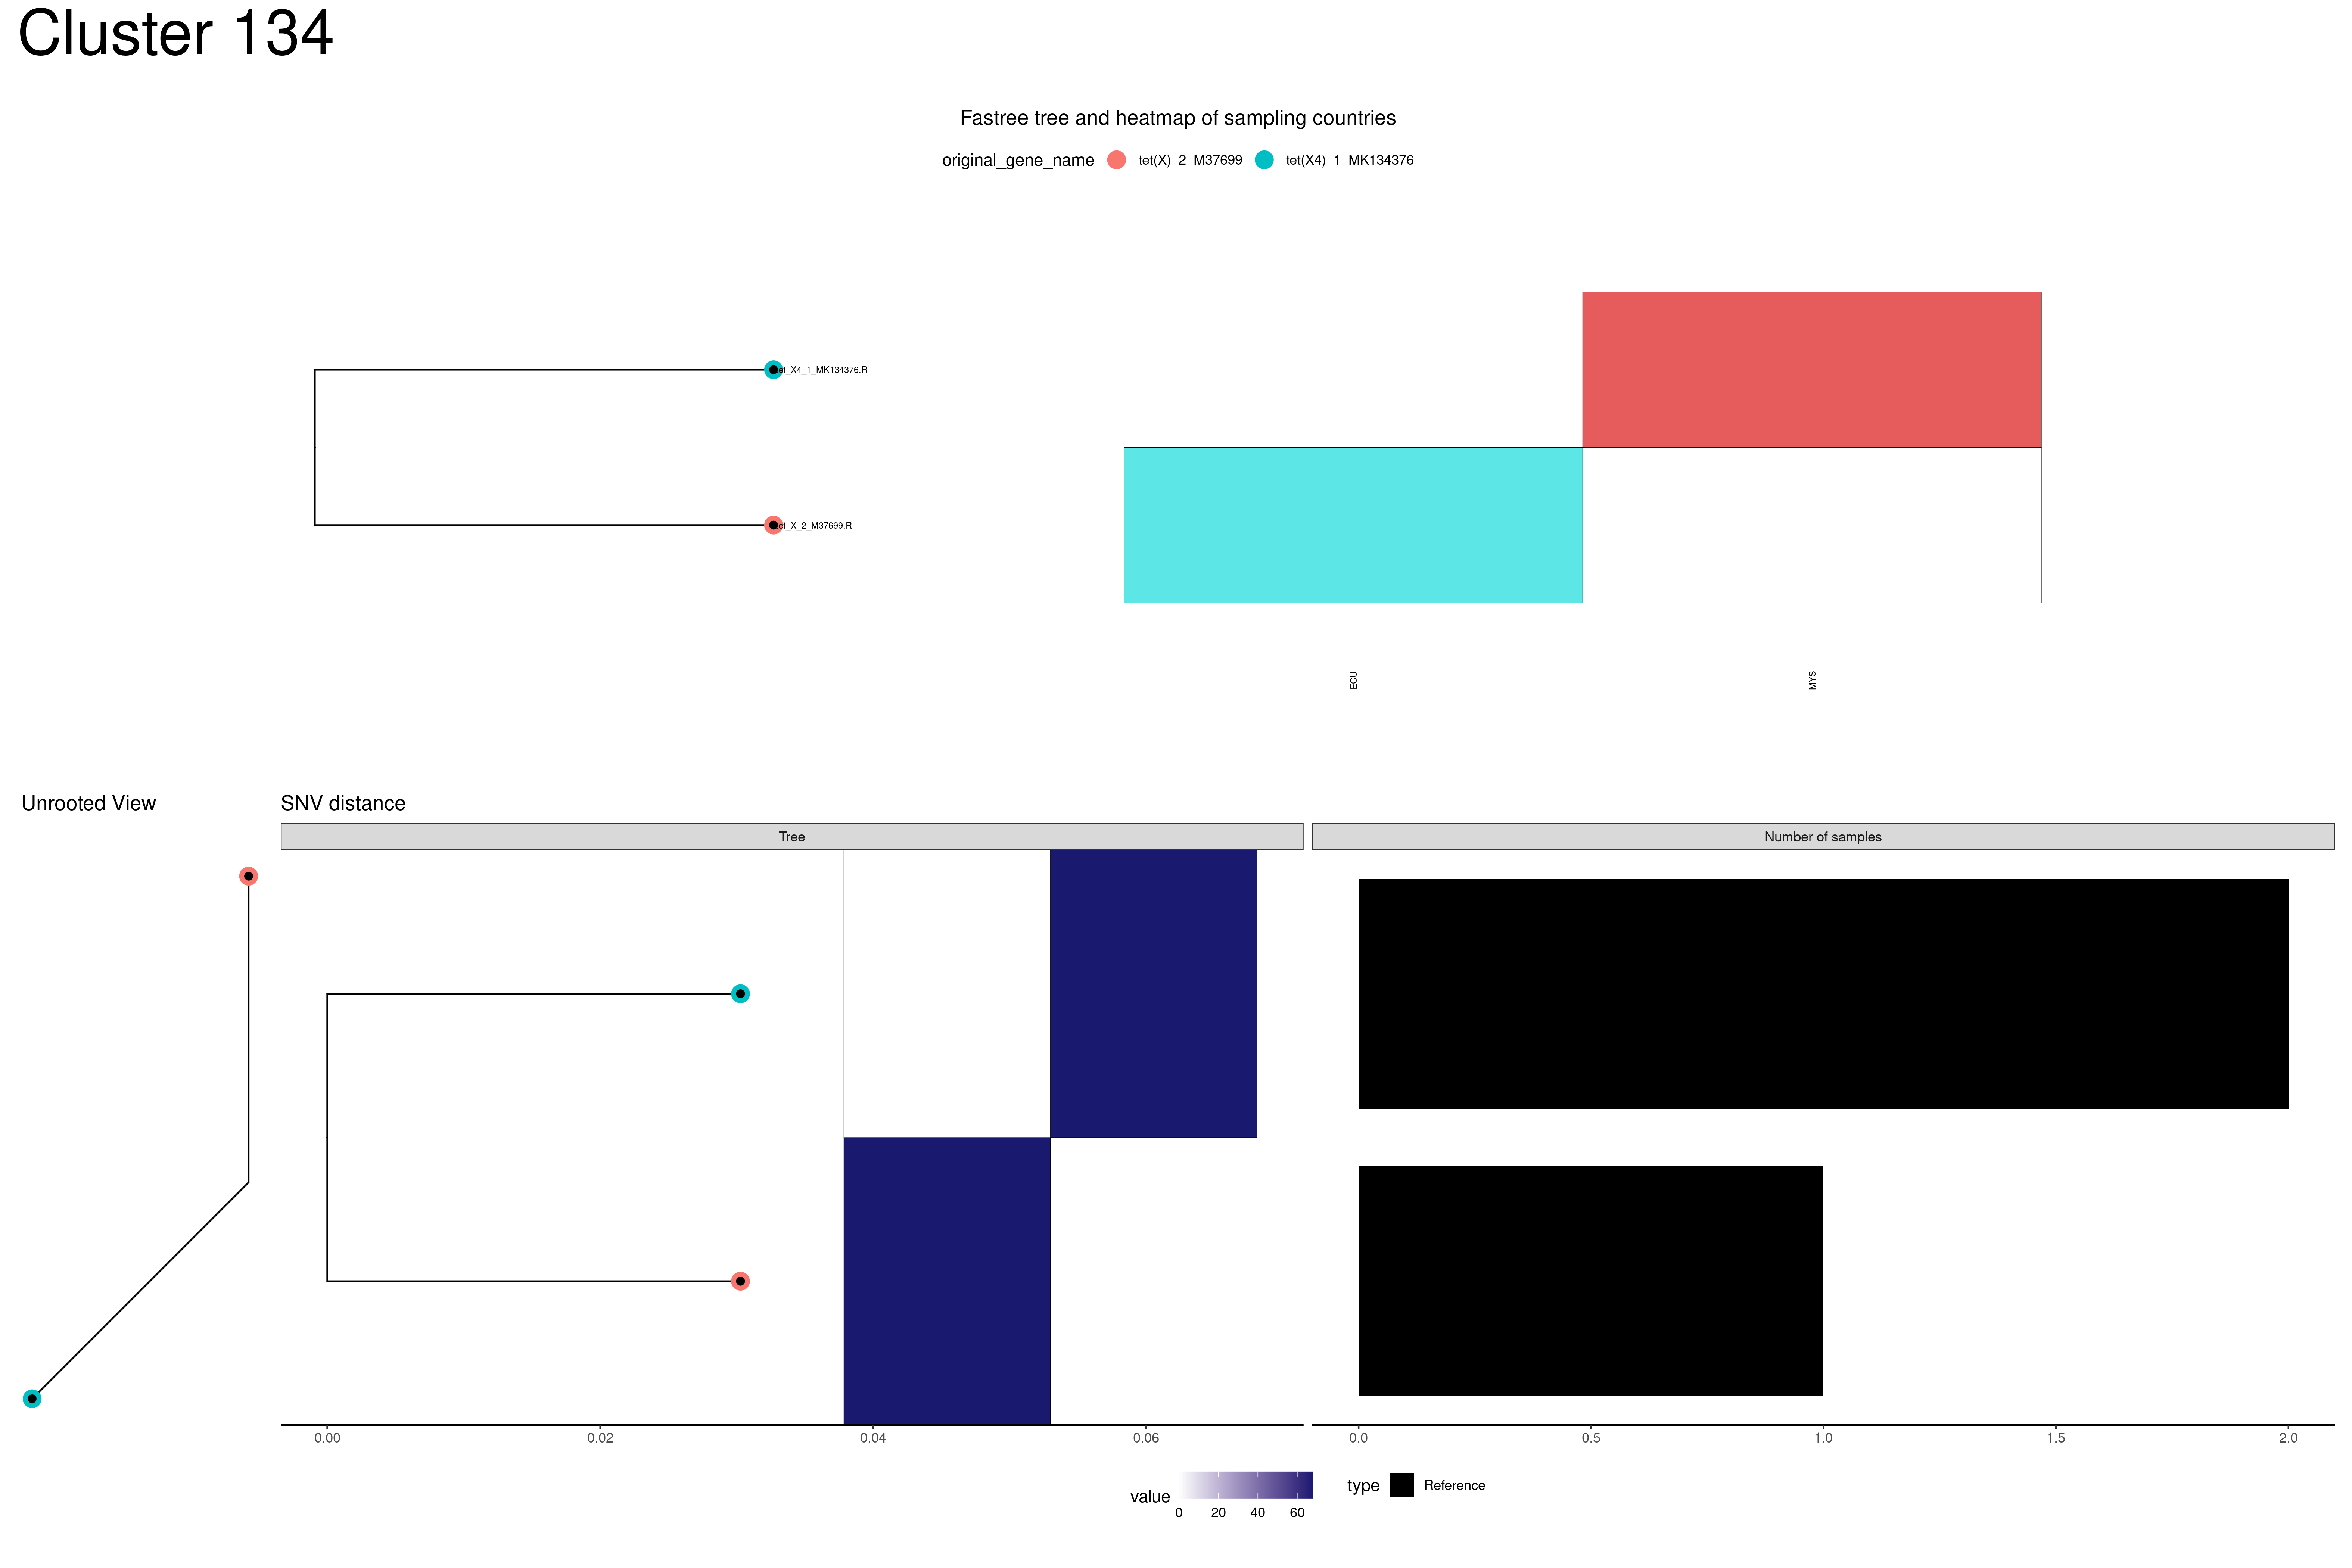 Cluster 134
Fastree tree and heatmap of sampling countries
original_gene_name tet(X)_2_M37699 tet(X4)_1_MK134376
tet_X4_1_MK134376.R
tet_X_2_M37699.R
ECU
MYS
Unrooted View
SNV distance
Tree
Number of samples
0.00 0.02 0.04 0.06
0.0 0.5 1.0 1.5 2.0
value 0 20 40 60
type Reference